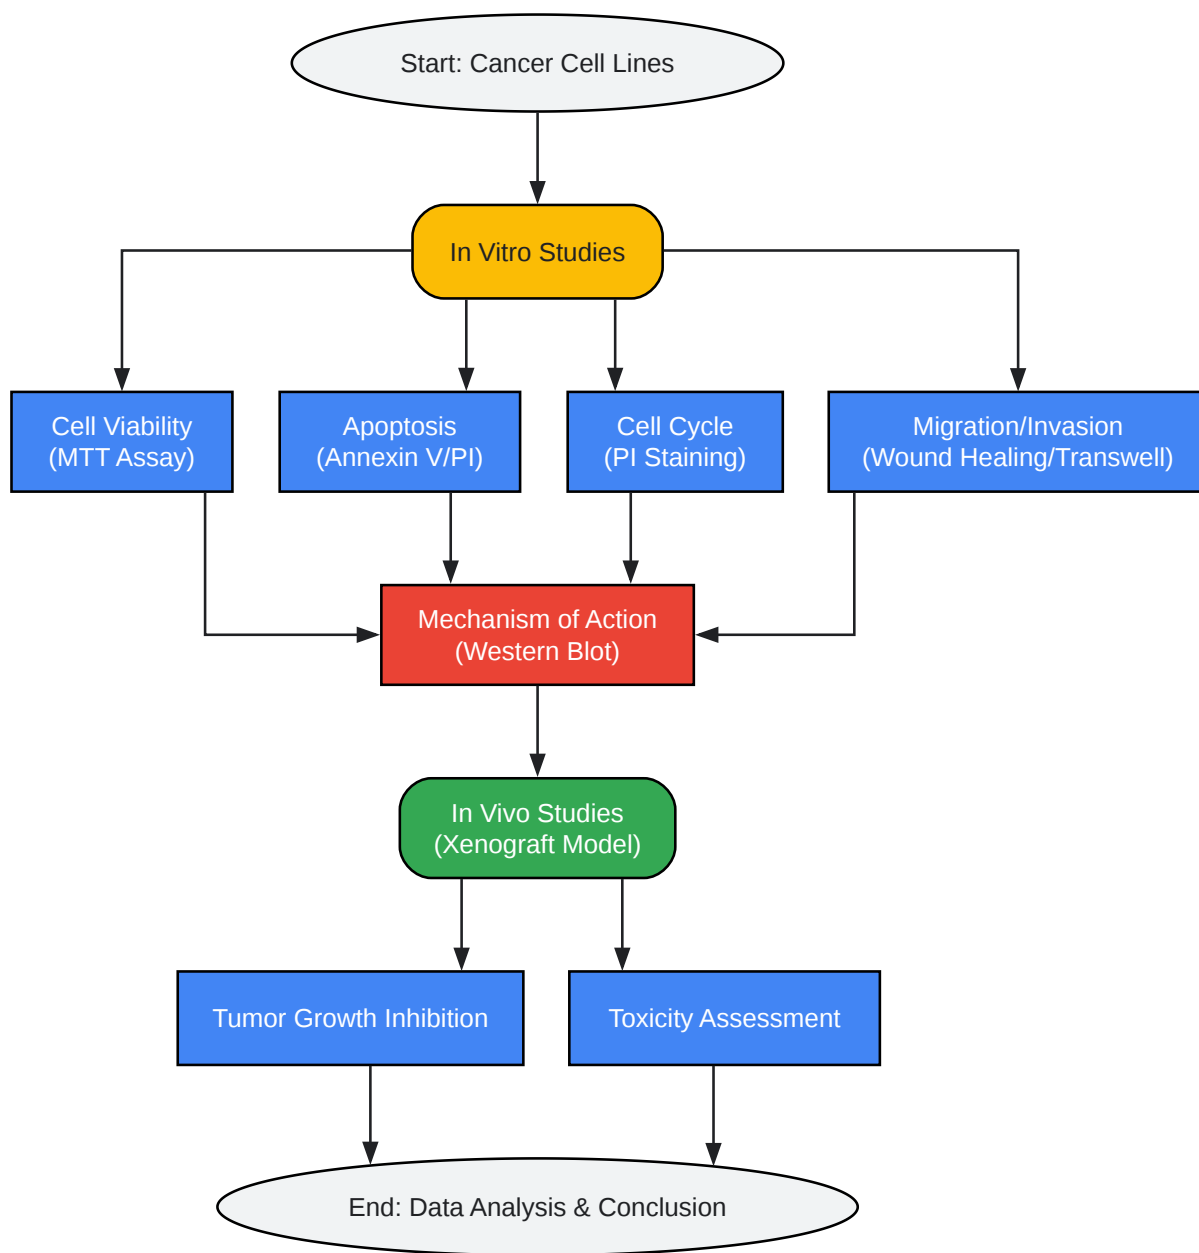 Start: Cancer Cell Lines
In Vitro Studies
Cell Viability
(MTT Assay)
Apoptosis
(Annexin V/PI)
Cell Cycle
(PI Staining)
Migration/Invasion
(Wound Healing/Transwell)
Mechanism of Action
(Western Blot)
In Vivo Studies
(Xenograft Model)
Tumor Growth Inhibition
Toxicity Assessment
End: Data Analysis & Conclusion